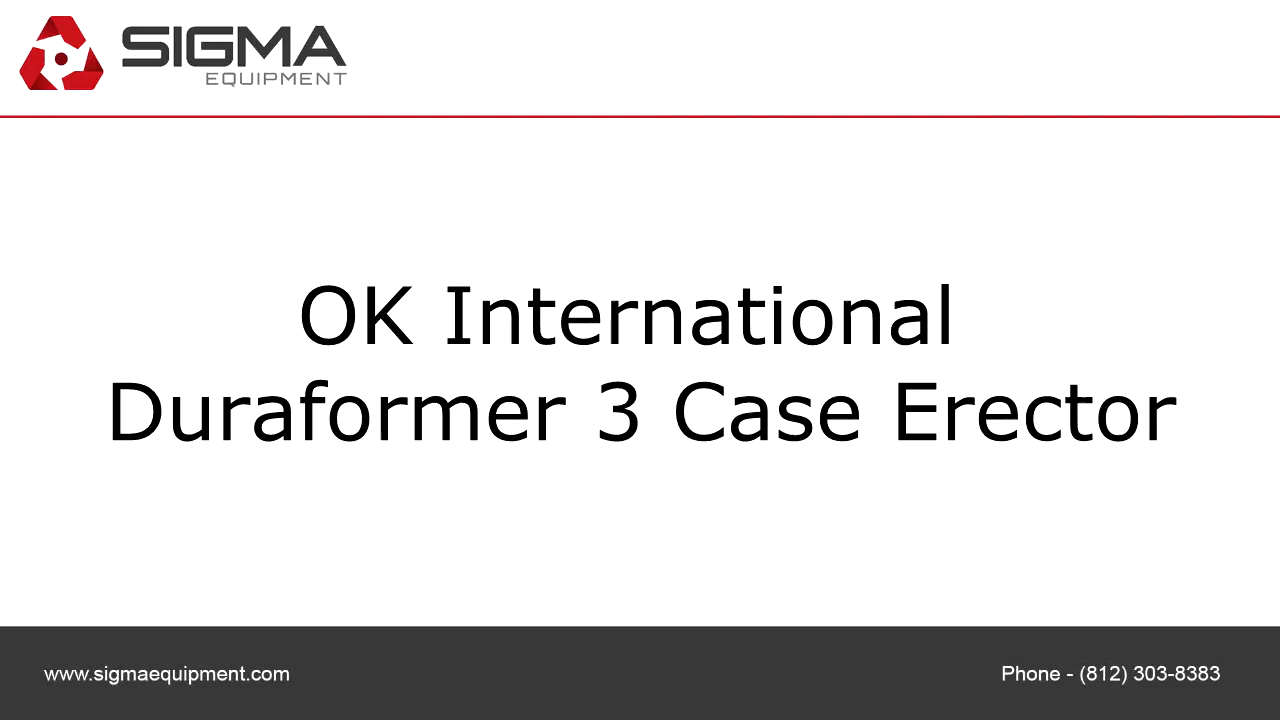 SIGMA
EQUIPMENT
OK International
Duraformer 3 Case Erector
www.sigmaequipment.com
Phone - (812) 303-8383